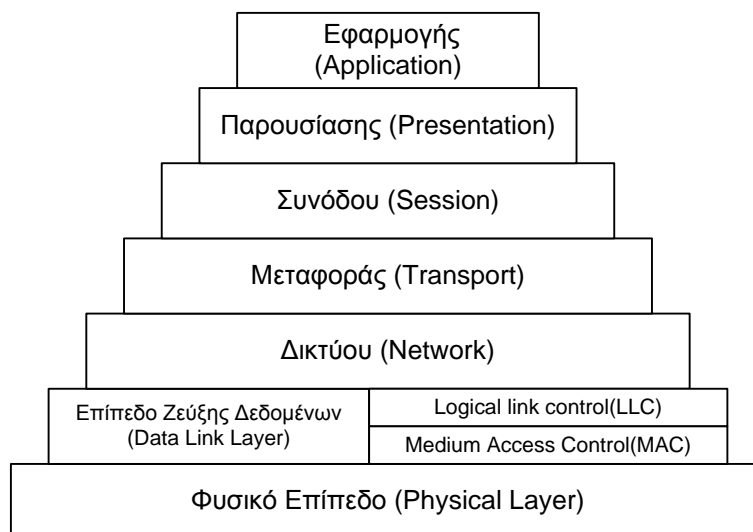 Εφαρμογής
(Application)
Παρουσίασης (Presentation)
Συνόδου (Session)
Μεταφοράς (Transport)
Δικτύου (Network)
Επίπεδο Ζεύξης Δεδομένων
(Data Link Layer)
Logical link control(LLC)
Medium Access Control(MAC)
Φυσικό Επίπεδο (Physical Layer)